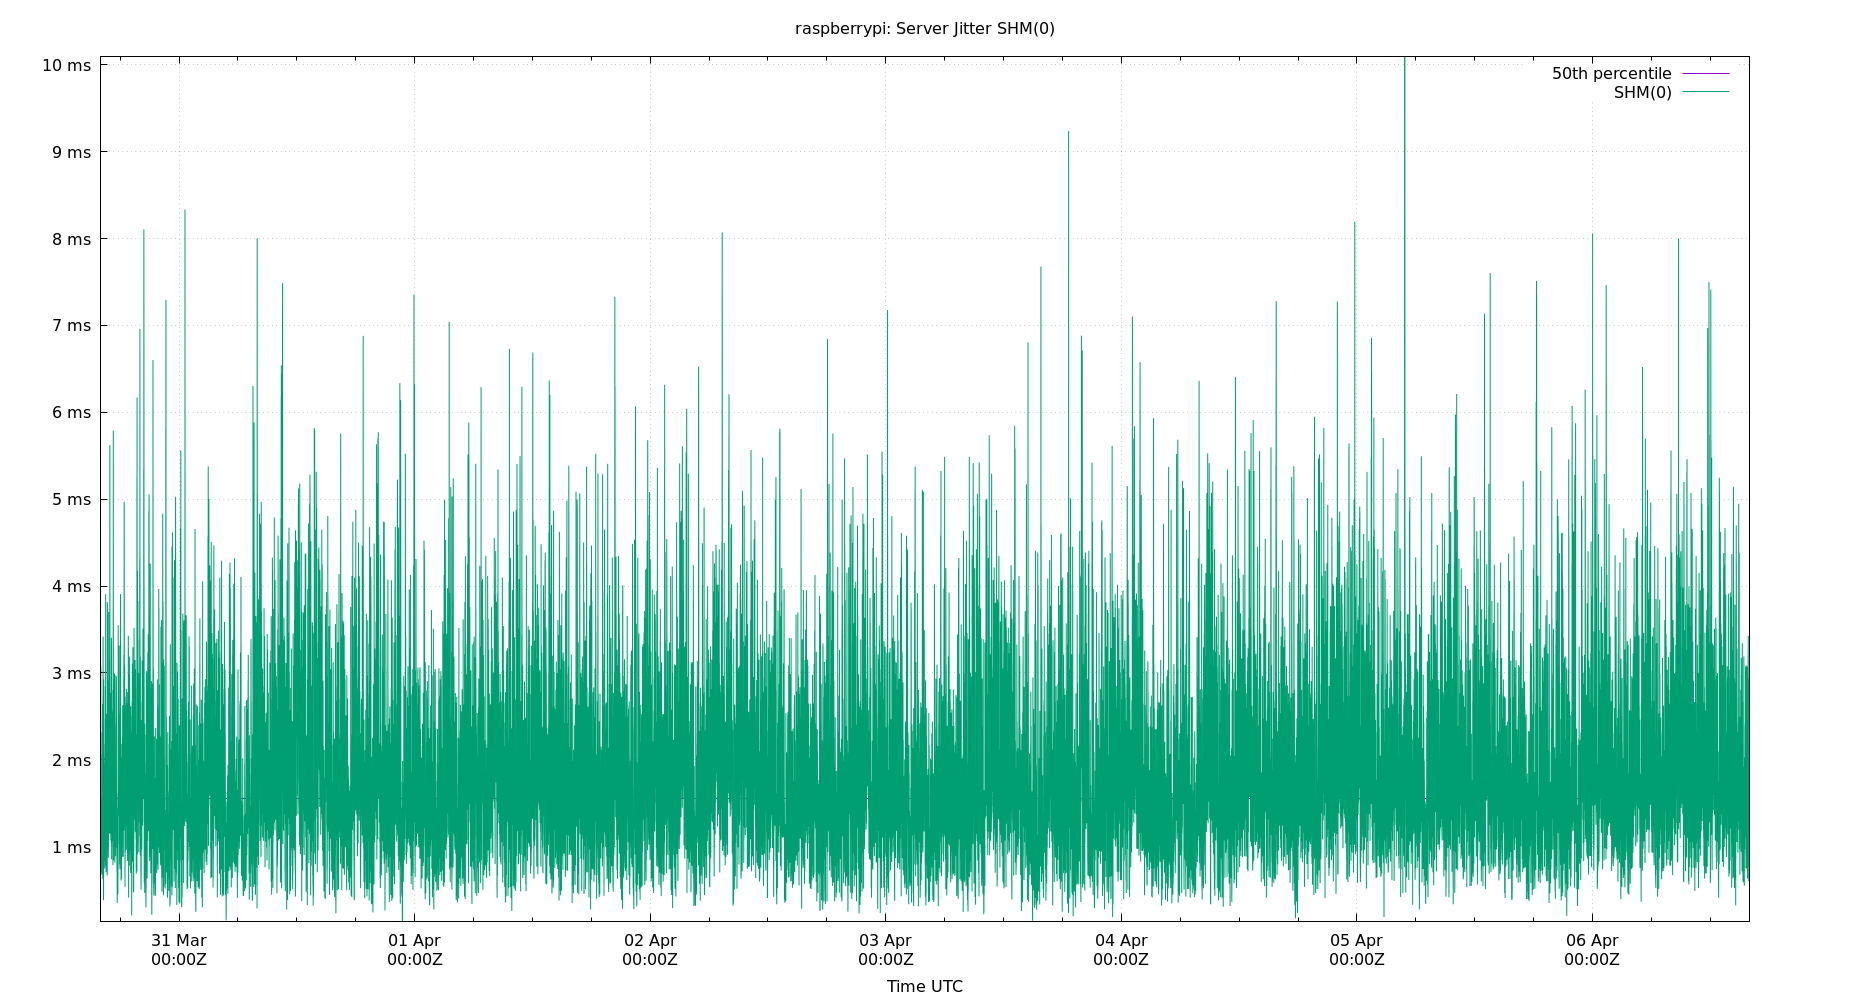 raspberrypi: Server Jitter SHM(0)
10 ms
9 ms
8 ms
7 ms
6 ms
5 ms
4 ms
3 ms
2 ms
1 ms
50th percentile
SHM(0)
31 Mar 01 Apr 02 Apr 03 Apr 04 Apr 05 Apr 06 Apr
00:00Z 00:00Z 00:00Z 00:00Z 00:00Z 00:00Z 00:00Z
Time UTC